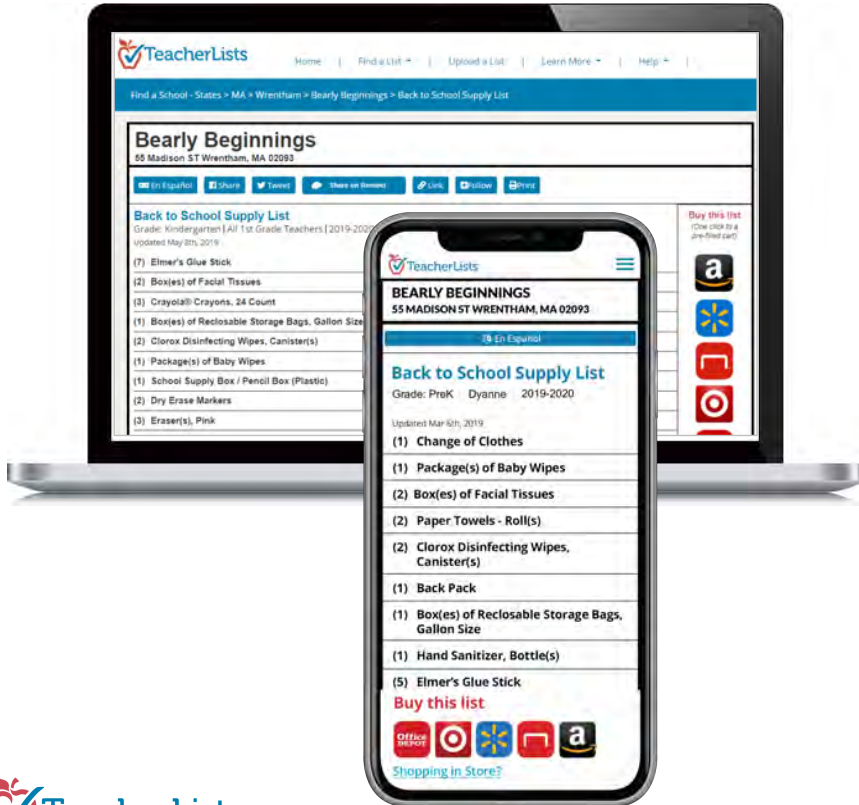 TeacherLists
Home | Find a List | Upload a List | Learn More | Help |
Find a School - States > MA > Wrentham > Bearly Beginnings > Back to School Supply List
Bearly Beginnings
55 Madison ST Wrentham, MA 02093
En Español Share Tweet Share on Remind Link Follow Print
Back to School Supply List
Grade: Kindergarten | All 1st Grade Teachers | 2019-2020
Updated May 8th, 2019
(7) Elmer's Glue Stick
(2) Box(es) of Facial Tissues
(3) Crayola® Crayons, 24 Count
(1) Box(es) of Reclosable Storage Bags, Gallon Size
(2) Clorox Disinfecting Wipes, Canister(s)
(1) Package(s) of Baby Wipes
(1) School Supply Box / Pencil Box (Plastic)
(2) Dry Erase Markers
(3) Eraser(s), Pink
Buy this list
(One click to a
pre-filled cart)
a
TeacherLists
BEARLY BEGINNINGS
55 MADISON ST WRENTHAM, MA 02093
En Español
Back to School Supply List
Grade: PreK Dyanne 2019-2020
Updated Mar 6th, 2019
(1) Change of Clothes
(1) Package(s) of Baby Wipes
(2) Box(es) of Facial Tissues
(2) Paper Towels - Roll(s)
(2) Clorox Disinfecting Wipes,
Canister(s)
(1) Back Pack
(1) Box(es) of Reclosable Storage Bags,
Gallon Size
(1) Hand Sanitizer, Bottle(s)
(5) Elmer's Glue Stick
Buy this list
Office
DEPOT
a
Shopping in Store?